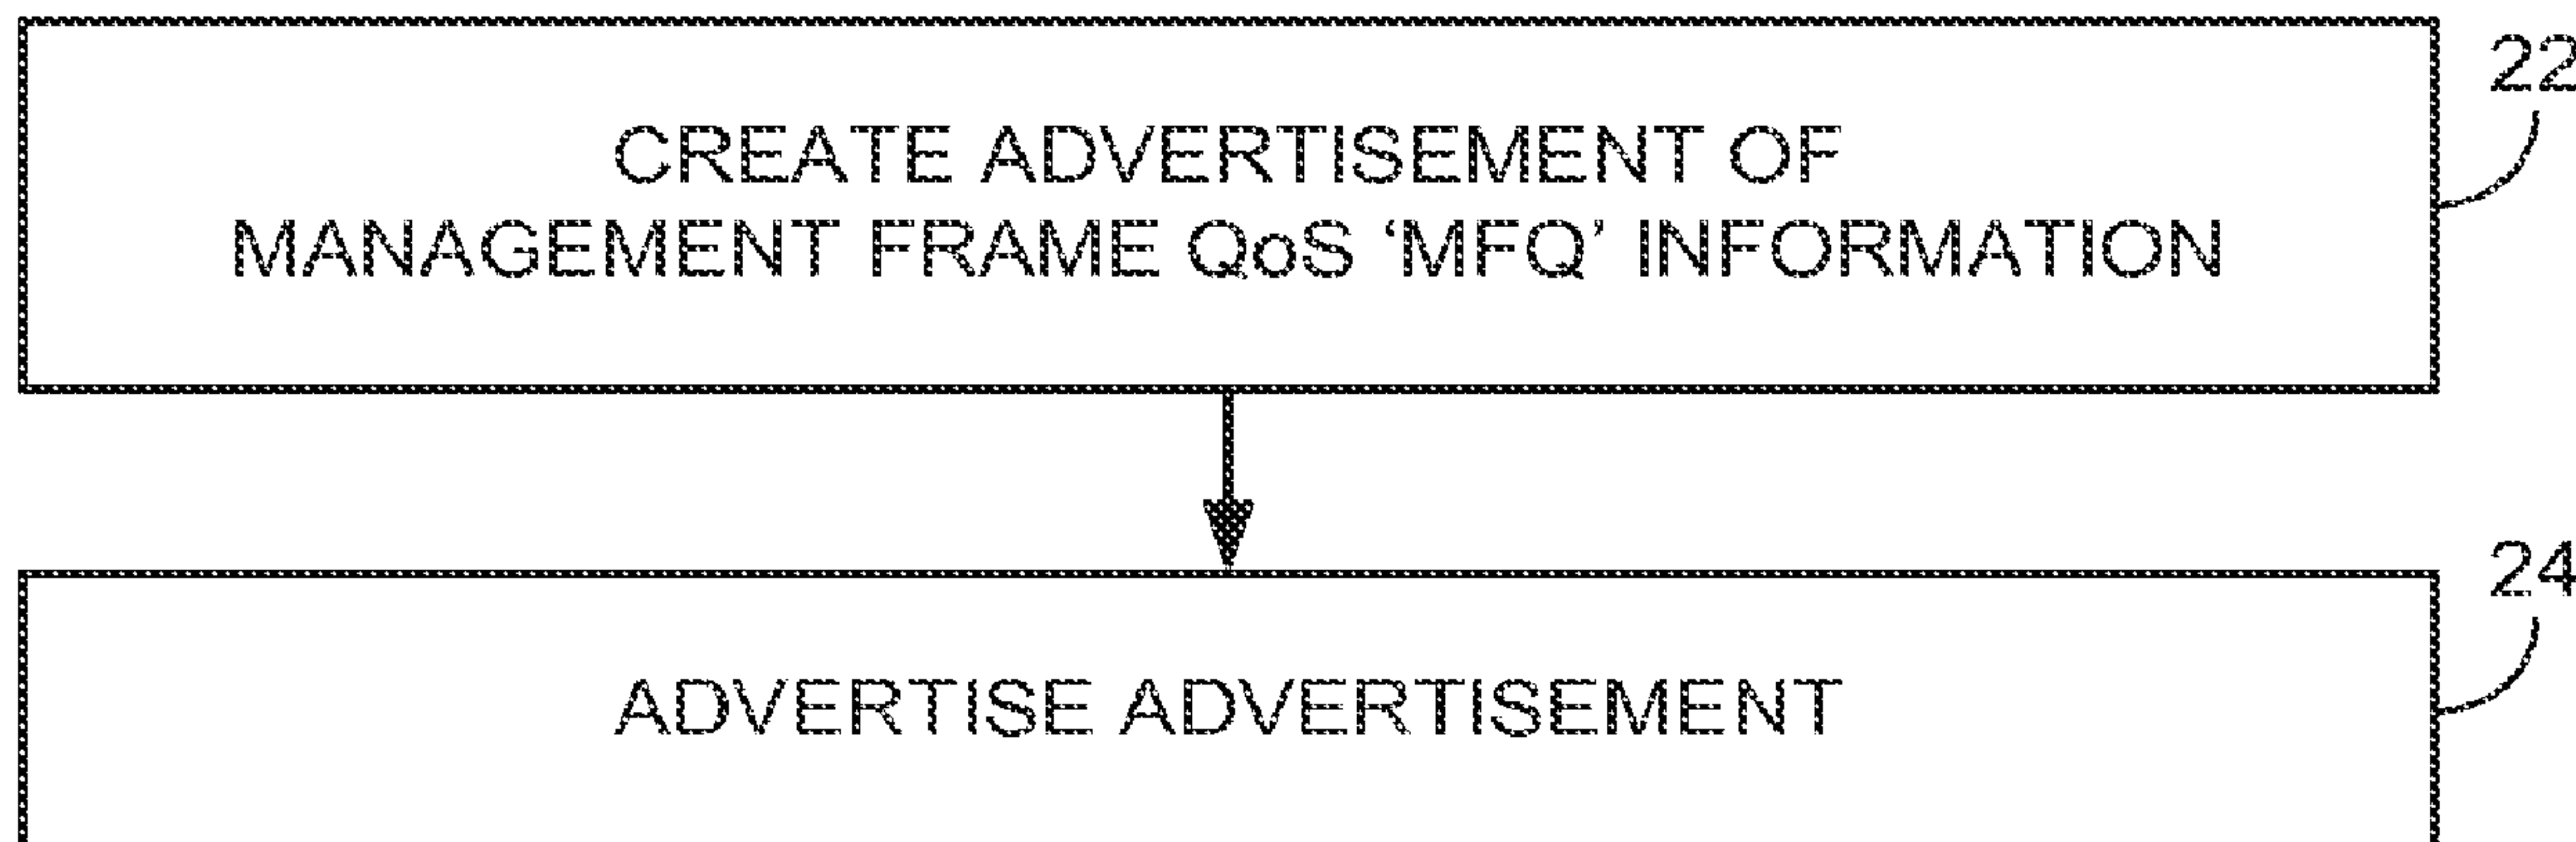 22
CREATE ADVERTISEMENT OF
MANAGEMENT FRAME QoS ‘MFQ’ INFORMATION
24
ADVERTISE ADVERTISEMENT